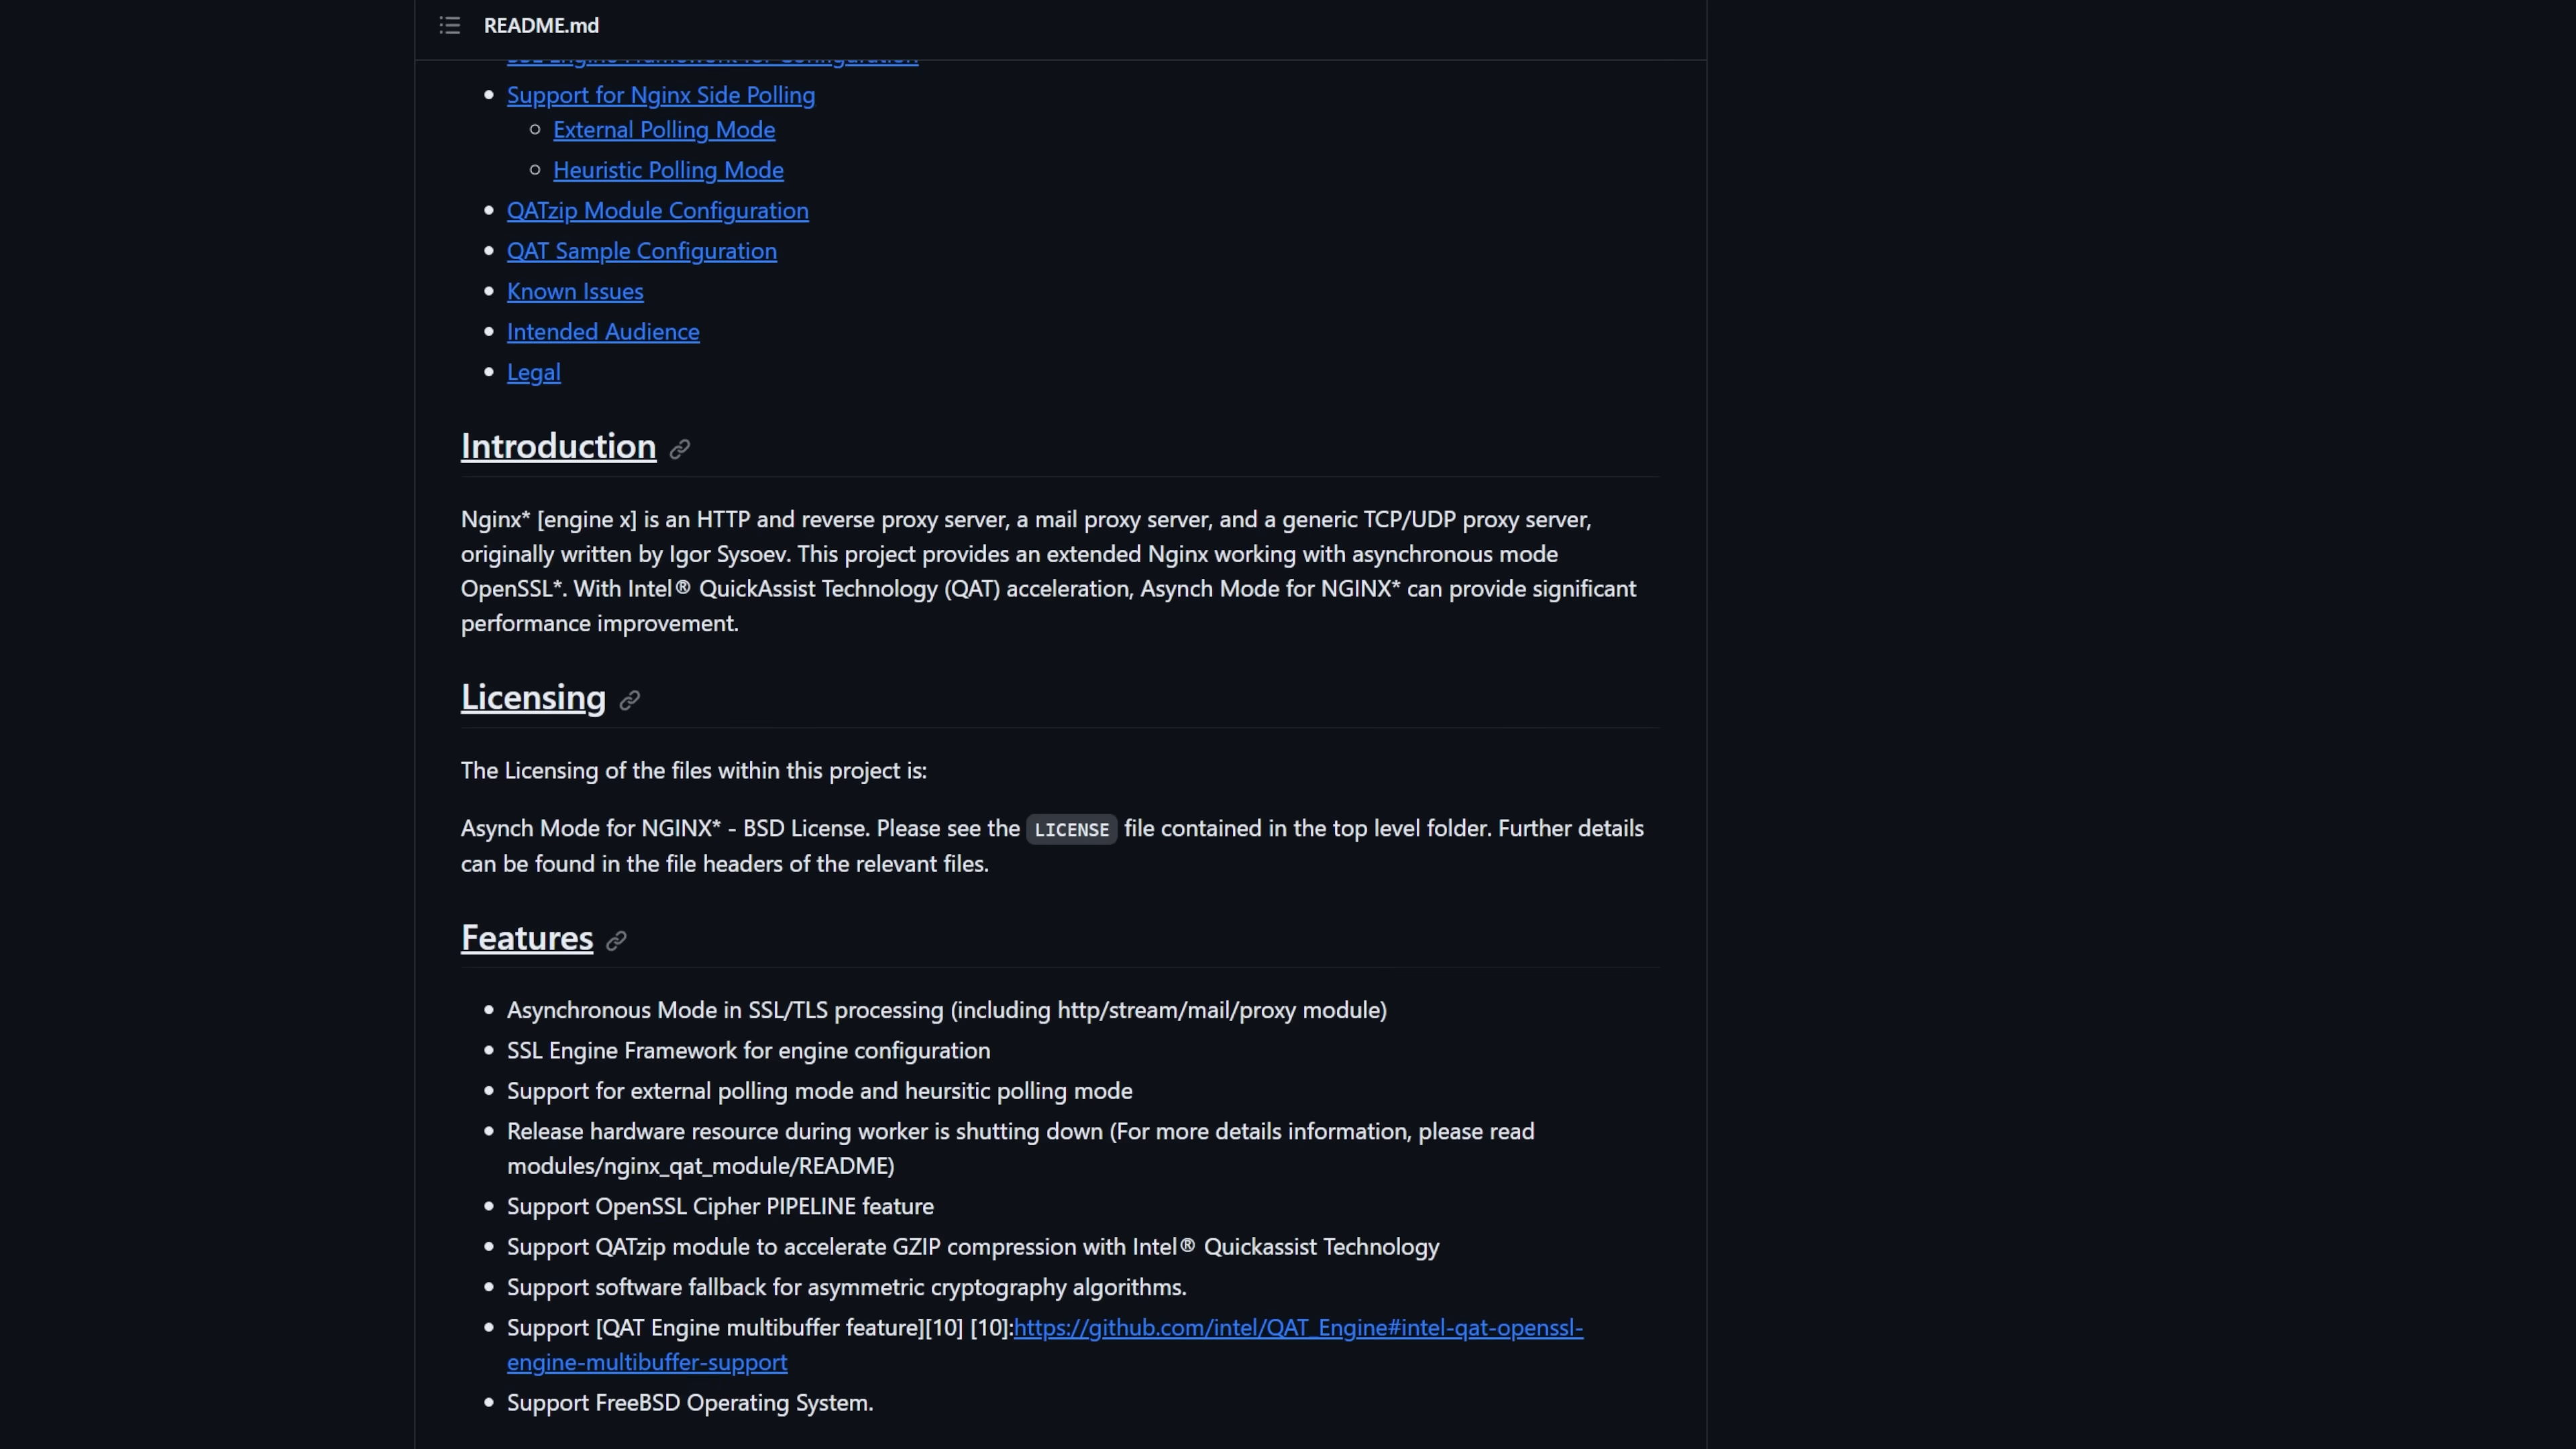 README.md
SSL Engine Framework for Configuration
Support for Nginx Side Polling
External Polling Mode
Heuristic Polling Mode
QATzip Module Configuration
QAT Sample Configuration
Known Issues
Intended Audience
Legal
Introduction
Nginx* [engine x] is an HTTP and reverse proxy server, a mail proxy server, and a generic TCP/UDP proxy server,
originally written by Igor Sysoev. This project provides an extended Nginx working with asynchronous mode
OpenSSL*. With Intel® QuickAssist Technology (QAT) acceleration, Asynch Mode for NGINX* can provide significant
performance improvement.
Licensing
The Licensing of the files within this project is:
Asynch Mode for NGINX* - BSD License. Please see the LICENSE file contained in the top level folder. Further details
can be found in the file headers of the relevant files.
Features
Asynchronous Mode in SSL/TLS processing (including http/stream/mail/proxy module)
SSL Engine Framework for engine configuration
Support for external polling mode and heursitic polling mode
Release hardware resource during worker is shutting down (For more details information, please read
modules/nginx_qat_module/README)
Support OpenSSL Cipher PIPELINE feature
Support QATzip module to accelerate GZIP compression with Intel® Quickassist Technology
Support software fallback for asymmetric cryptography algorithms.
Support [QAT Engine multibuffer feature][10] [10]:https://github.com/intel/QAT_Engine#intel-qat-openssl-
engine-multibuffer-support
Support FreeBSD Operating System.